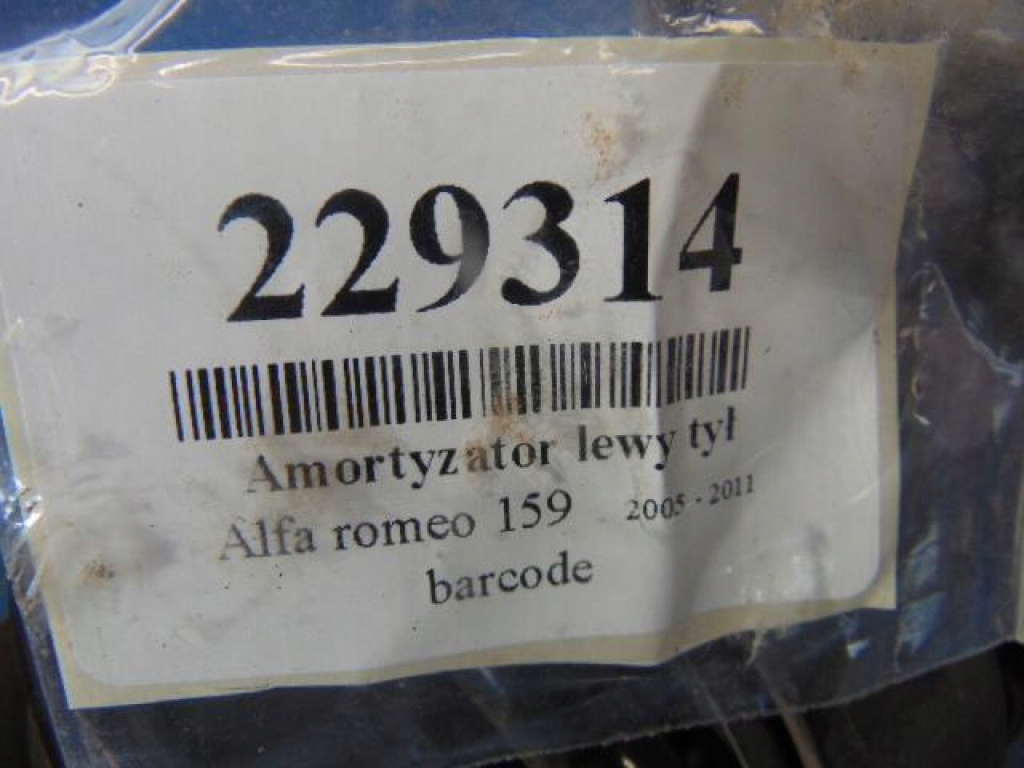 229314
Amortyzator lewy tył
Alfa romeo 159 2005 - 2011
barcode